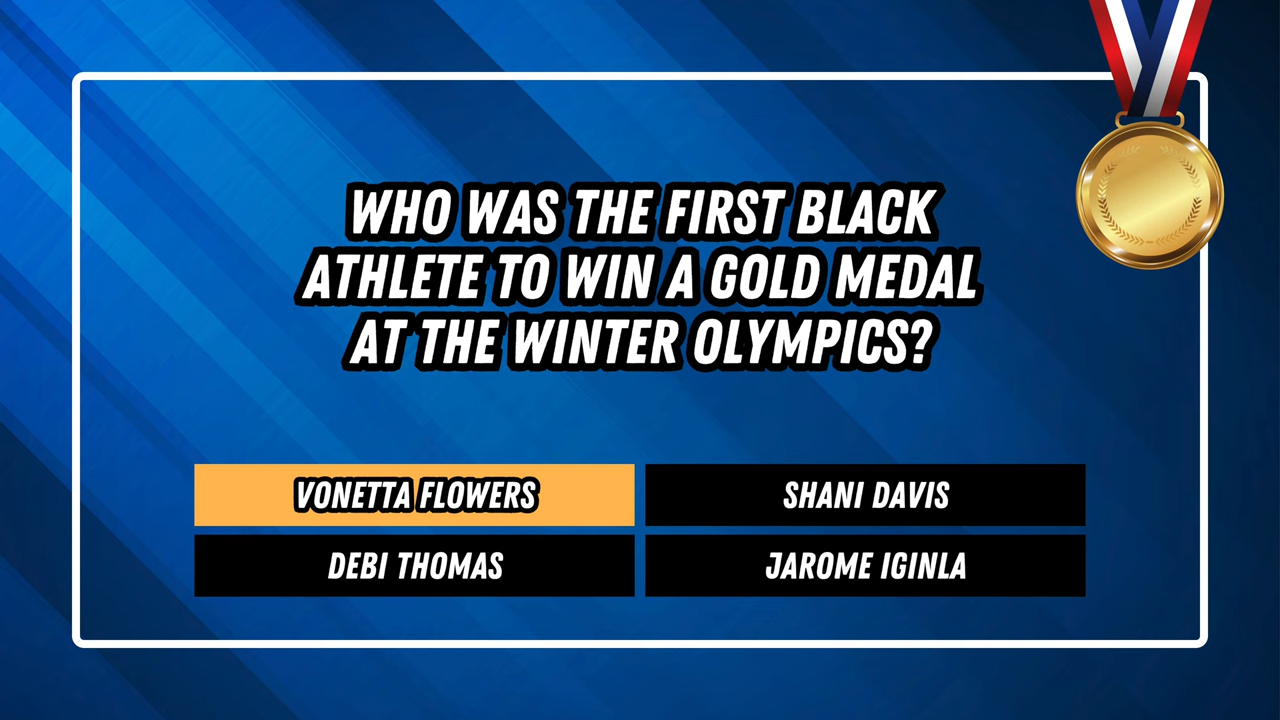 WHO WAS THE FIRST BLACK
ATHLETE TO WIN A GOLD MEDAL
AT THE WINTER OLYMPICS?
VONETTA FLOWERS
SHANI DAVIS
DEBI THOMAS
JAROME IGINLA